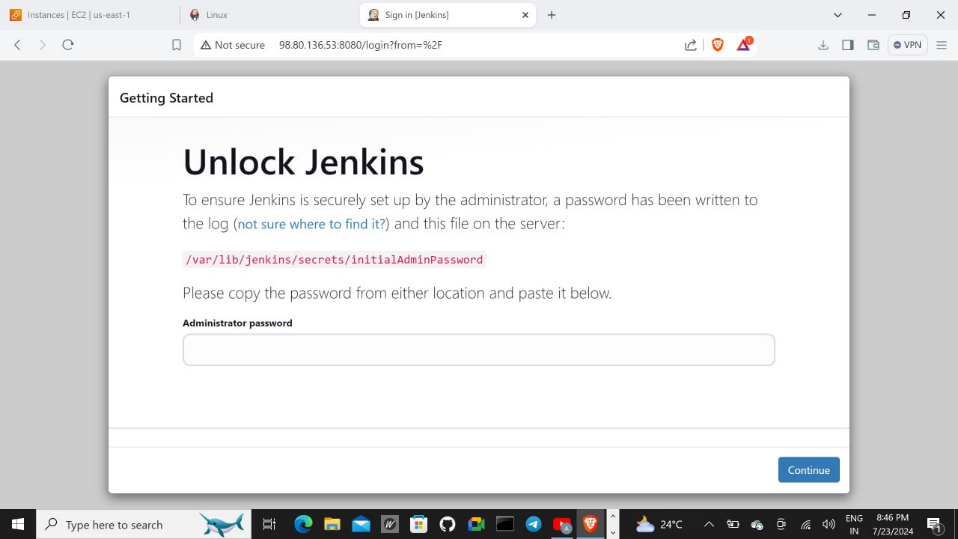 Instances | EC2 | us-east-1
Linux
Sign in [Jenkins]
Not secure 98.80.136.53:8080/login?from=%2F
1
VPN
Getting Started
Unlock Jenkins
To ensure Jenkins is securely set up by the administrator, a password has been written to
the log (not sure where to find it?) and this file on the server:
/var/lib/jenkins/secrets/initialAdminPassword
Please copy the password from either location and paste it below.
Administrator password
Continue
Type here to search
24°C
ENG
IN
8:46 PM
7/23/2024
1